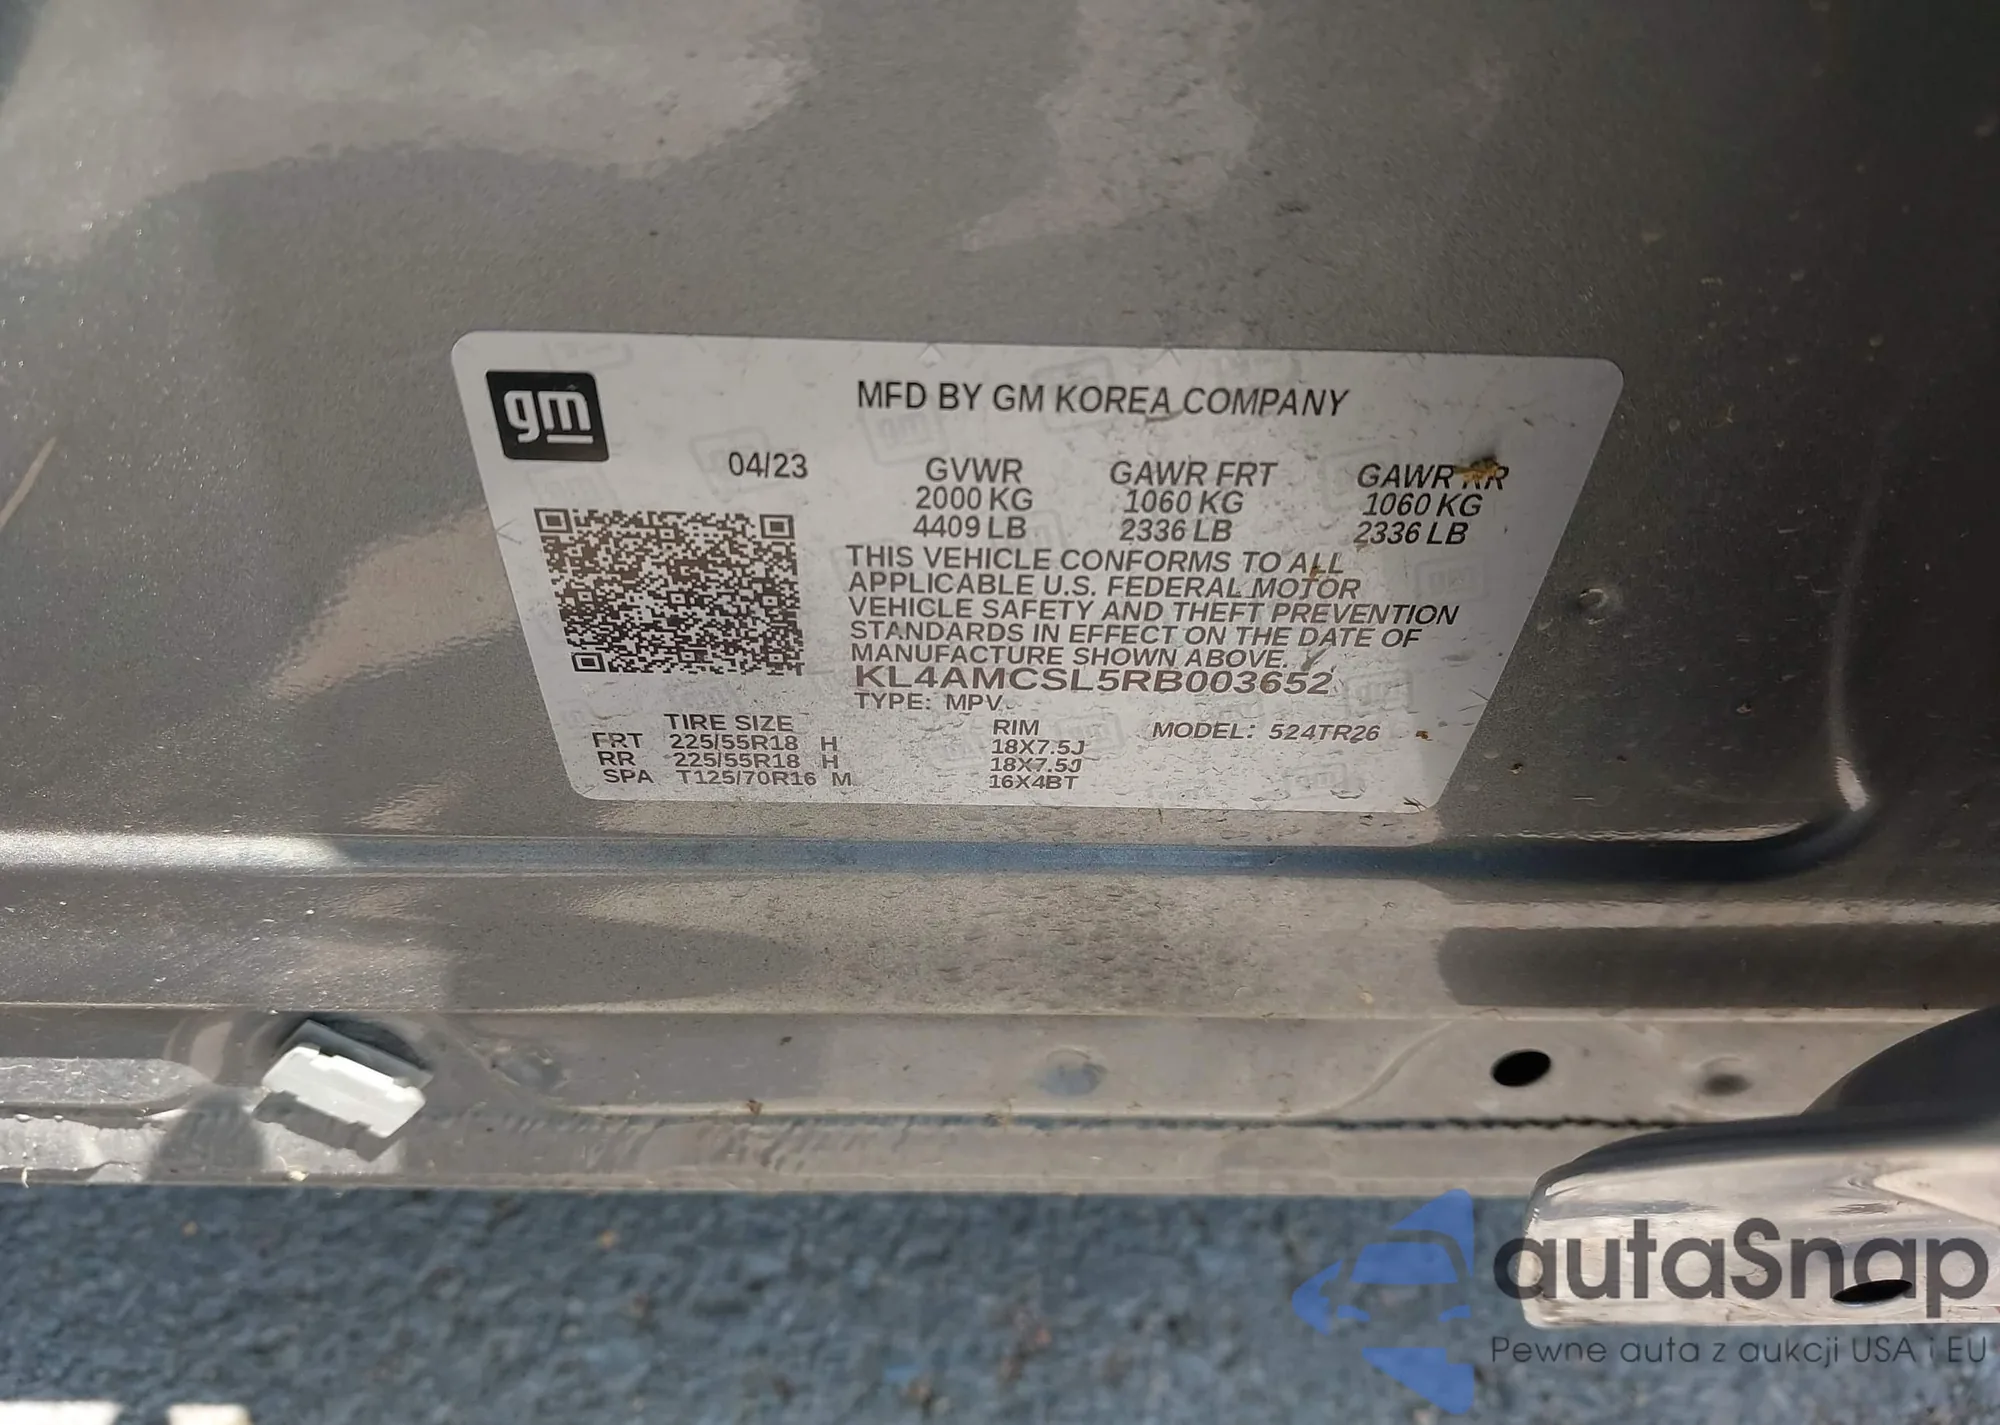 gm
MFD BY GM KOREA COMPANY
04/23
GVWR GAWR FRT GAWR RR
2000 KG 1060 KG 1060 KG
4409 LB 2336 LB 2336 LB
THIS VEHICLE CONFORMS TO ALL
APPLICABLE U.S. FEDERAL MOTOR
VEHICLE SAFETY AND THEFT PREVENTION
STANDARDS IN EFFECT ON THE DATE OF
MANUFACTURE SHOWN ABOVE.
KL4AMCSL5RB003652
TYPE: MPV
TIRE SIZE RIM MODEL: 524TR26
FRT 225/55R18 H 18X7.5J
RR 225/55R18 H 18X7.5J
SPA T125/70R16 M 16X4BT
autaSnap
Pewne auta z aukcji USA i EU